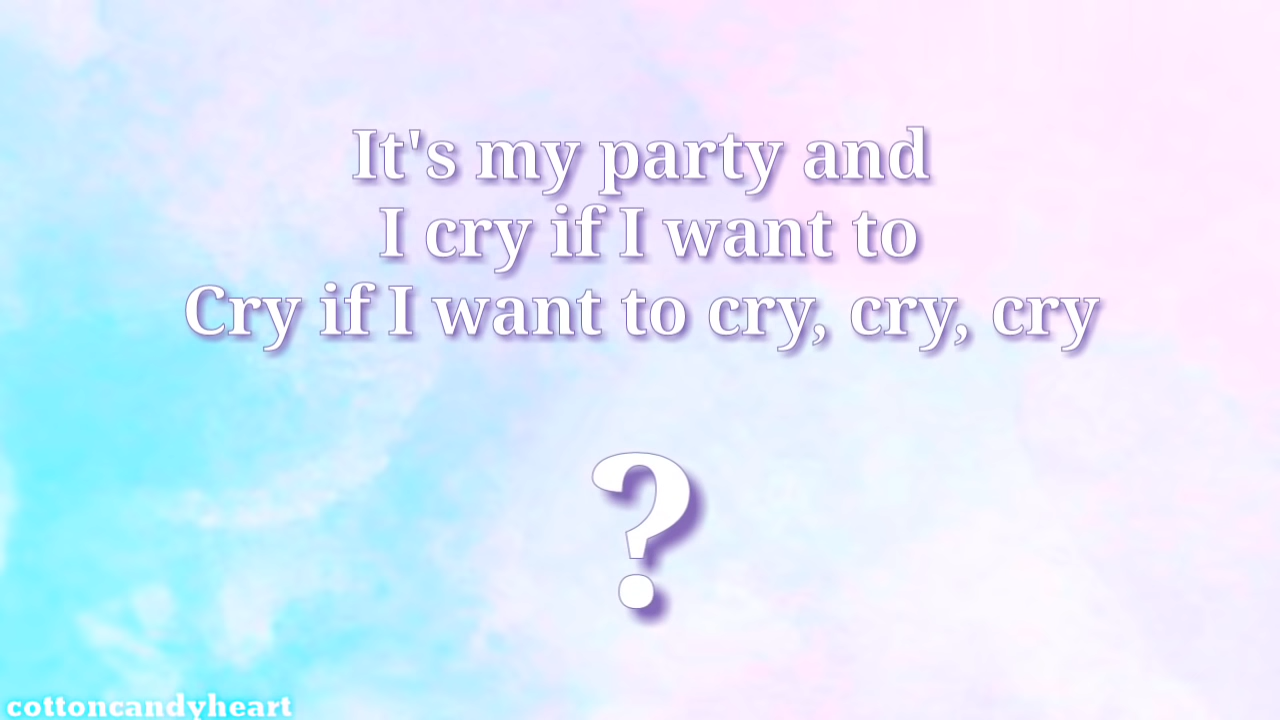 It's my party and
I cry if I want to
Cry if I want to cry, cry, cry
?
cottoncandyheart